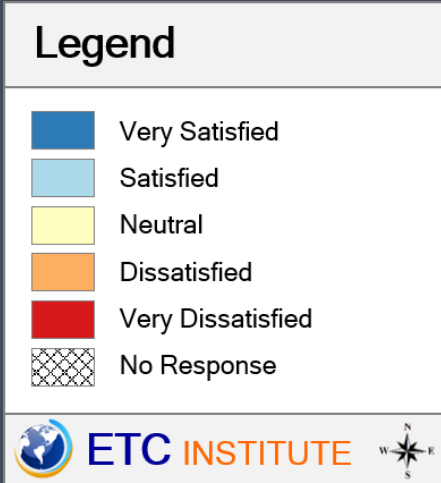 Legend
Very Satisfied
Satisfied
Neutral
Dissatisfied
Very Dissatisfied
No Response
N
ETC INSTITUTE W E
S